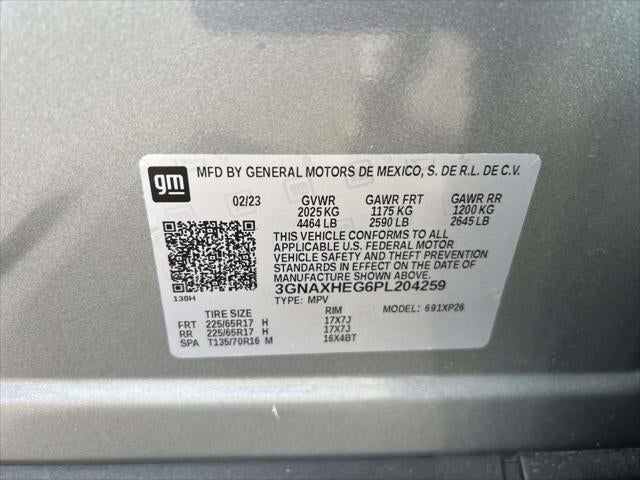 gm
MFD BY GENERAL MOTORS DE MEXICO, S. DE R.L. DE C.V.
02/23 GVWR GAWR FRT GAWR RR
2025 KG 1175 KG 1200 KG
4464 LB 2590 LB 2645 LB
THIS VEHICLE CONFORMS TO ALL
APPLICABLE U.S. FEDERAL MOTOR
VEHICLE SAFETY AND THEFT PREVENTION
STANDARDS IN EFFECT ON THE DATE OF
MANUFACTURE SHOWN ABOVE.
130H 3GNAXHEG6PL204259
TYPE: MPV MODEL: 691XP26
TIRE SIZE RIM
FRT 225/65R17 H 17X7J
RR 225/65R17 H 17X7J
SPA T135/70R16 M 16X4BT